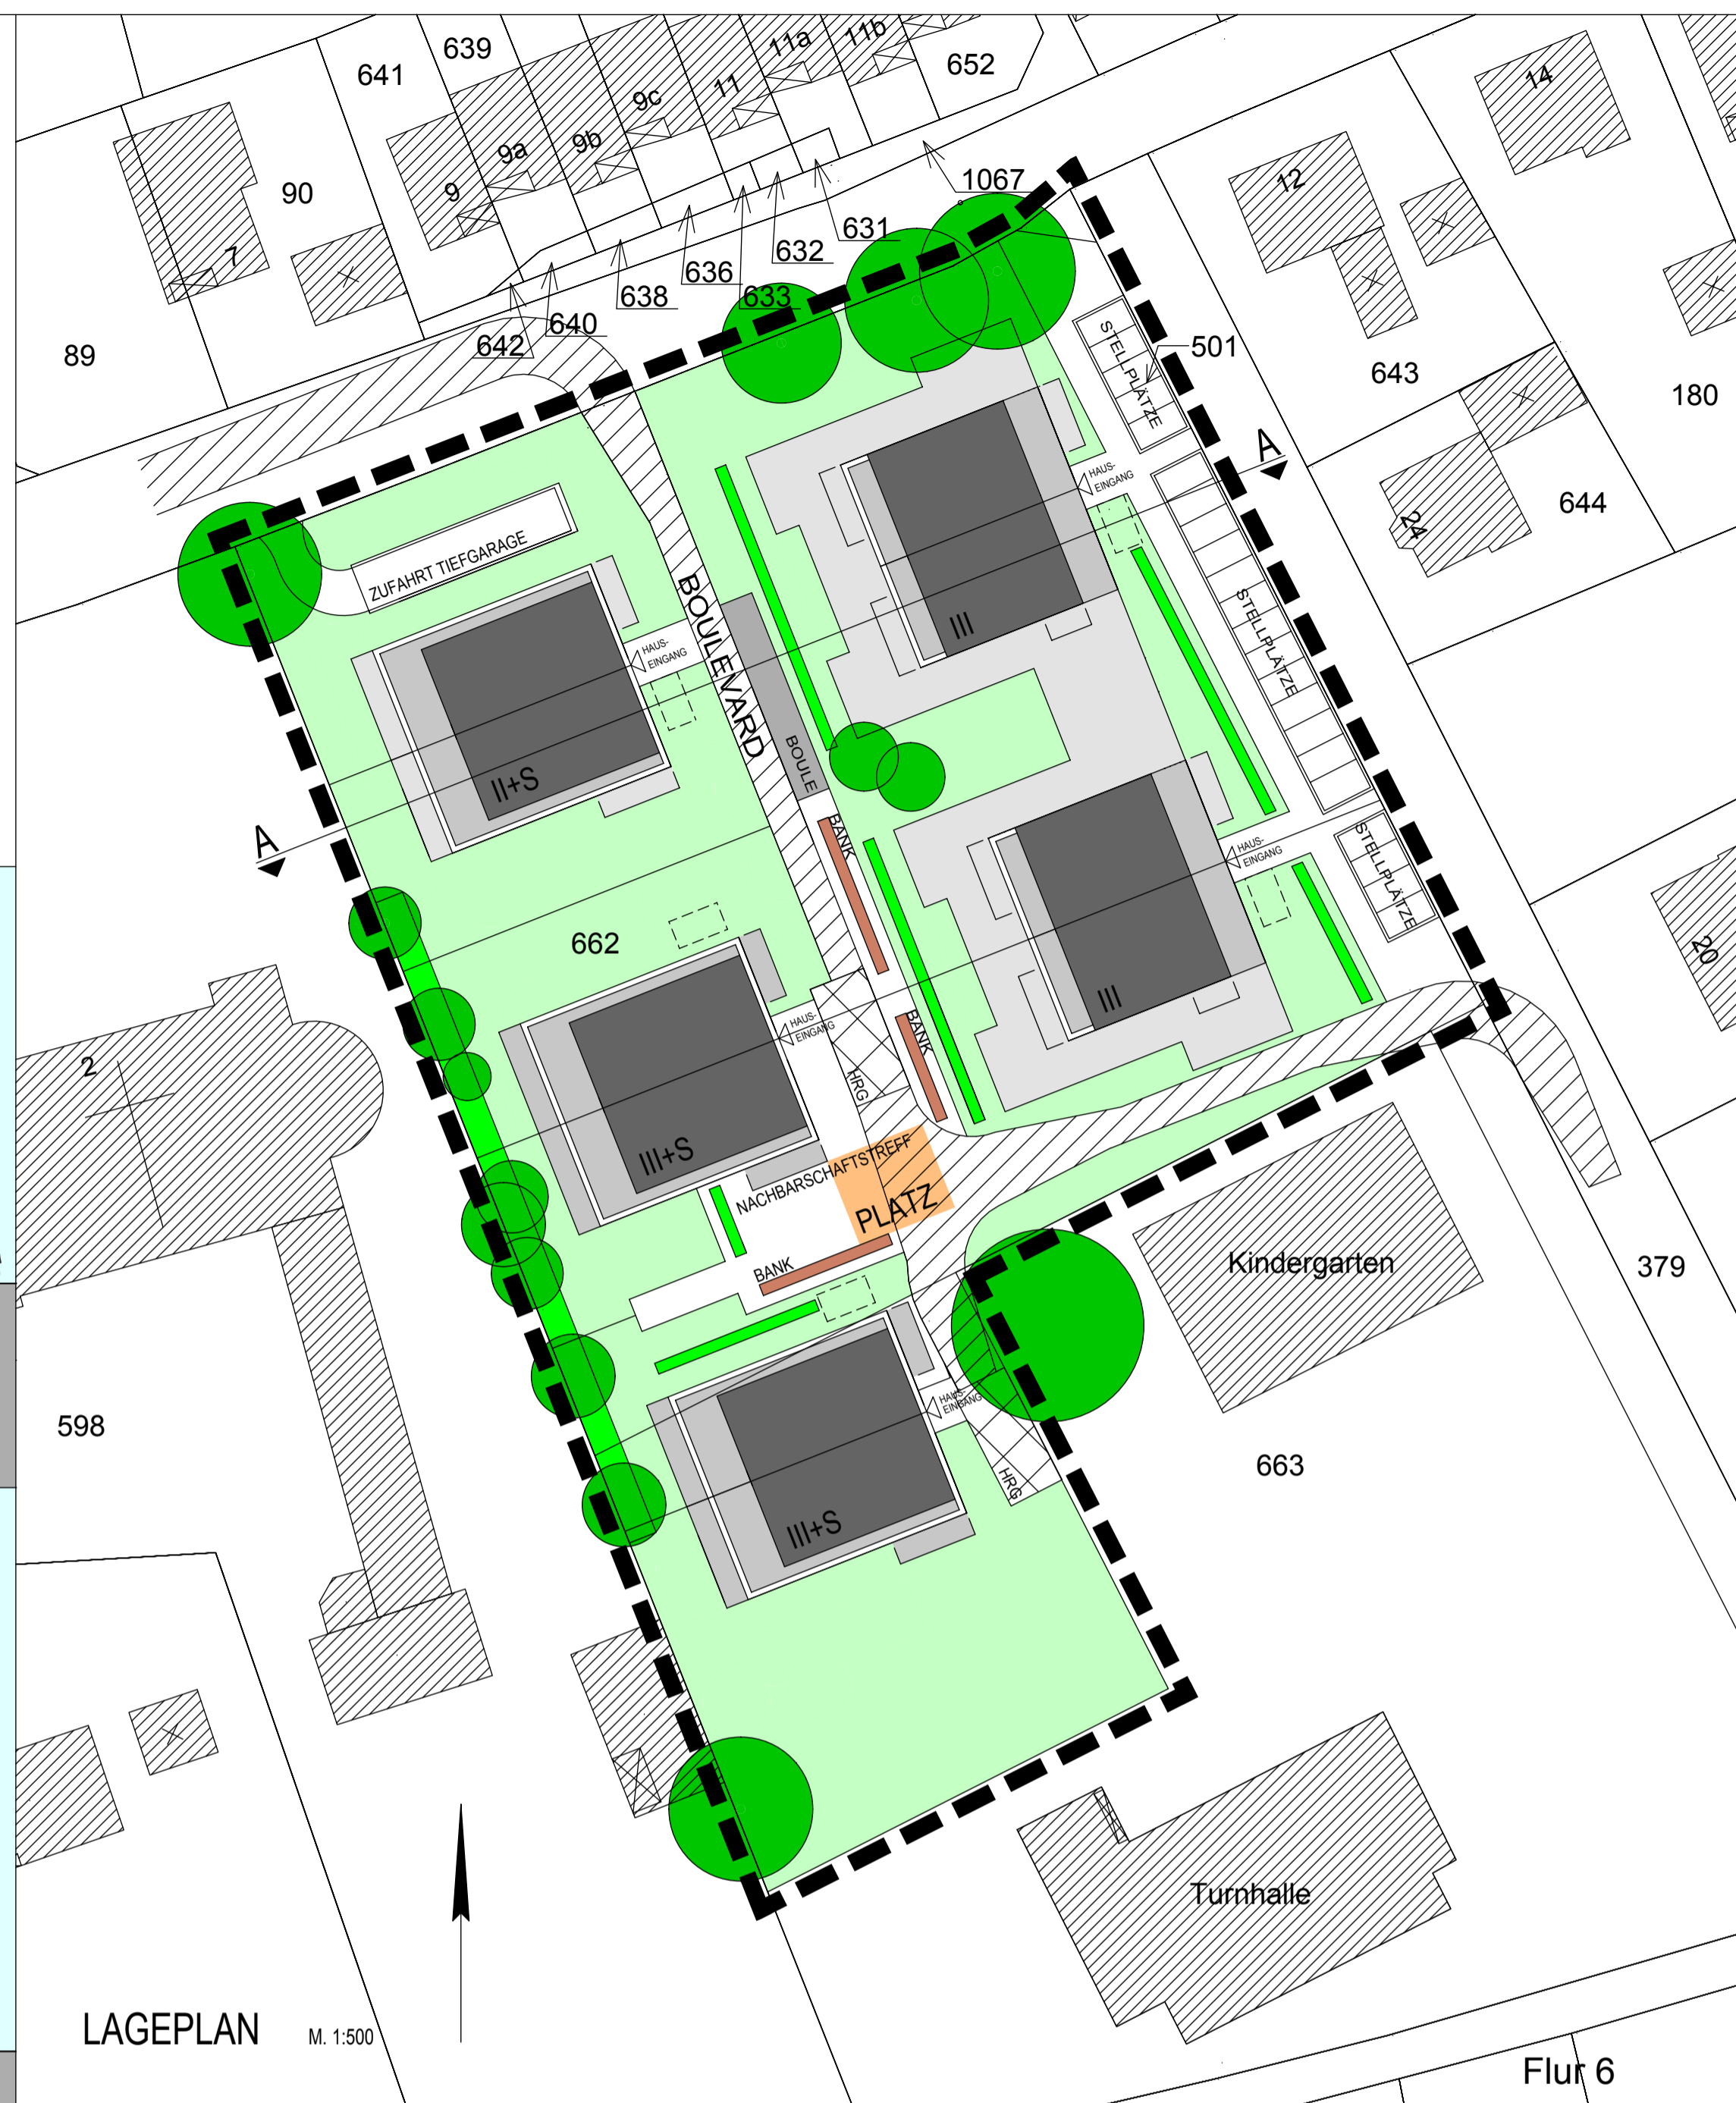 639
641
652
11a
11b
9c
11
9b
9a
9
90
7
89
14
12
1067
631
632
636
633
638
640
642
501
643
180
644
24
STELLPLÄTZE
A
HAUS-
EINGANG
ZUFAHRT TIEFGARAGE
BOULEVARD
III
HAUS-
EINGANG
STELLPLÄTZE
II+S
BOULE
A
BANK
STELLPLÄTZE
HAUS-
EINGANG
662
20
III
2
HAUS-
EINGANG
BANK
HRG
III+S
NACHBARSCHAFTSTREFF
PLATZ
BANK
Kindergarten
379
HAUS-
EINGANG
598
663
HRG
III+S
Turnhalle
LAGEPLAN
M. 1:500
Flur 6